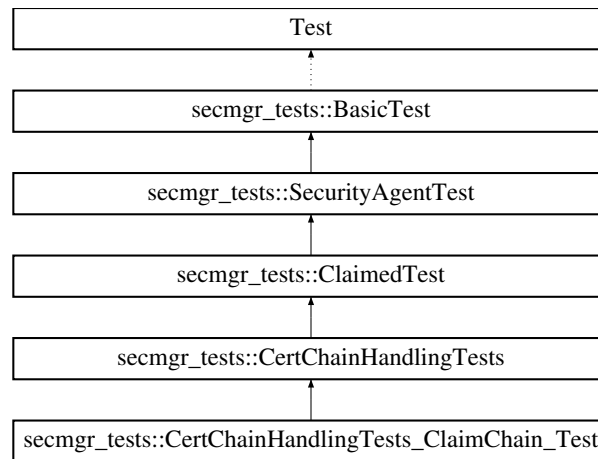 Test
secmgr_tests::BasicTest
secmgr_tests::SecurityAgentTest
secmgr_tests::ClaimedTest
secmgr_tests::CertChainHandlingTests
secmgr_tests::CertChainHandlingTests_ClaimChain_Test